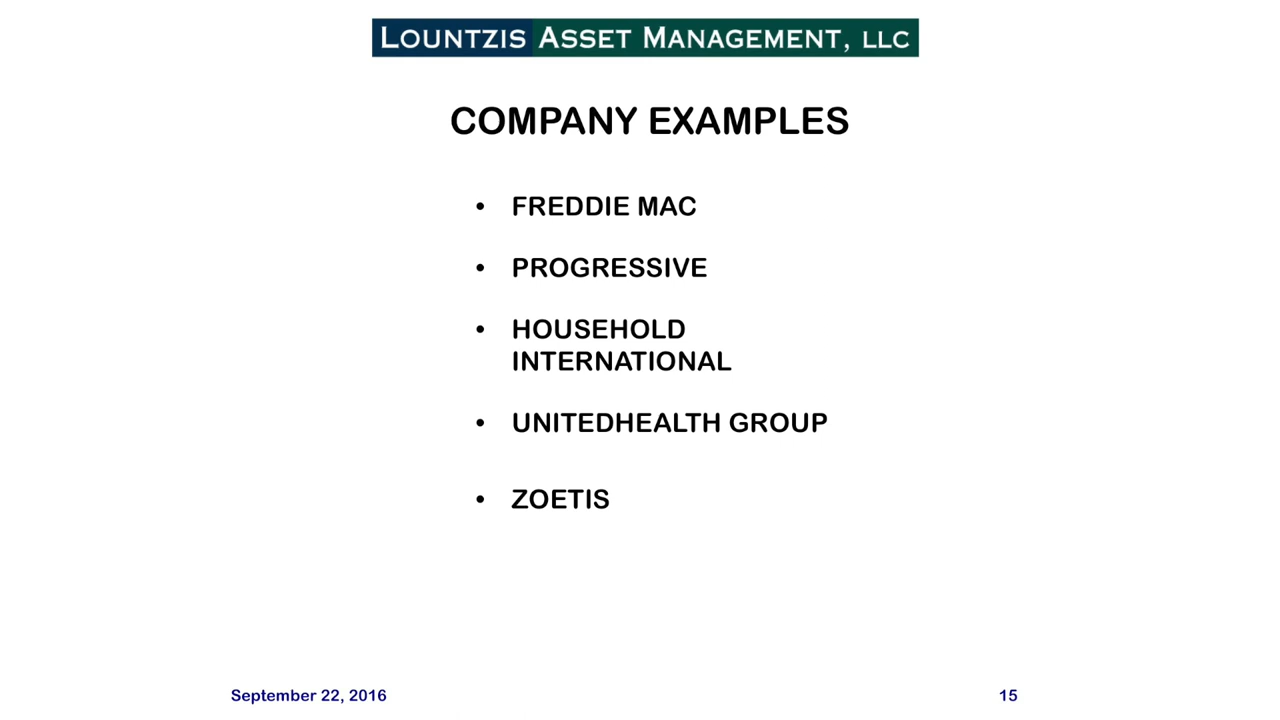 LOUNTZIS ASSET MANAGEMENT, LLC
COMPANY EXAMPLES
• FREDDIE MAC
• PROGRESSIVE
• HOUSEHOLD
INTERNATIONAL
• UNITEDHEALTH GROUP
• ZOETIS
September 22, 2016
15